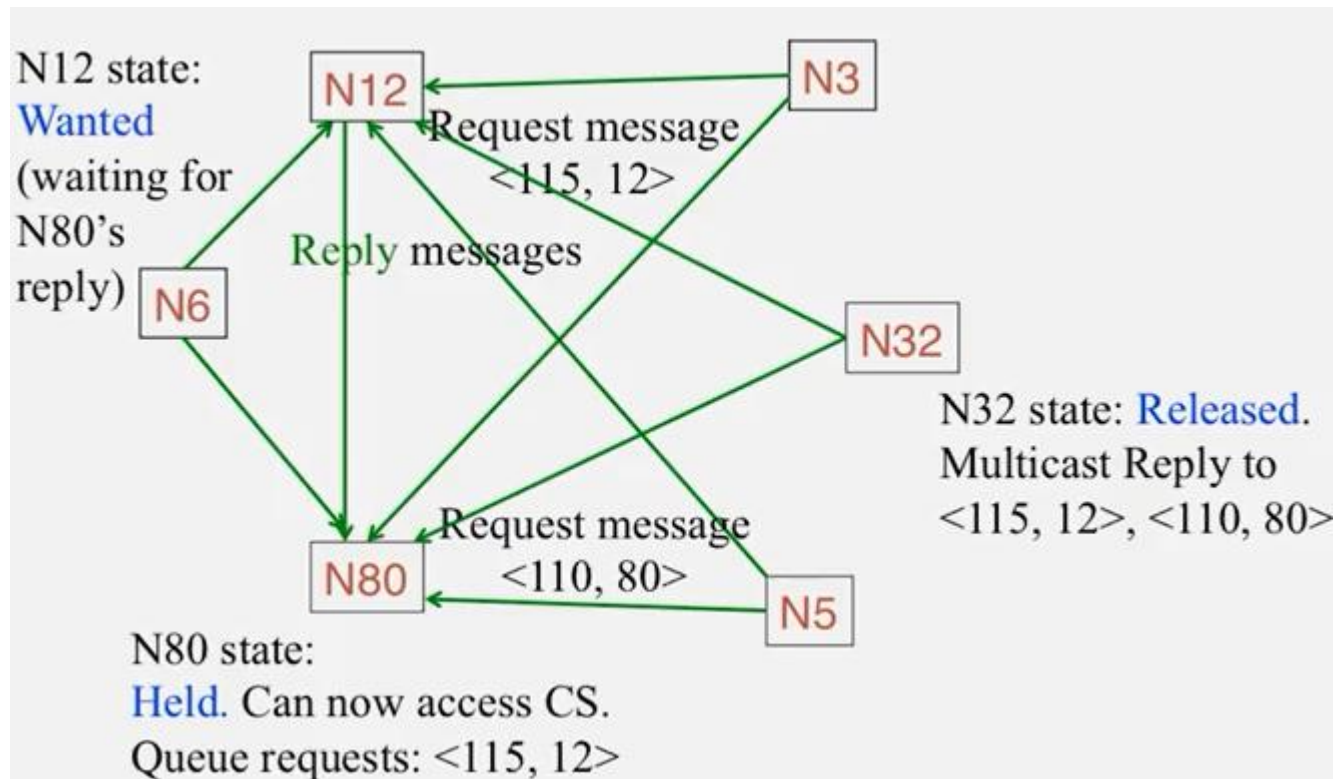 N12 state:
Wanted
(waiting for
N80's
reply)
N12
N3
Request message
<115, 12>
Reply messages
N6
N32
N32 state: Released.
Multicast Reply to
<115, 12>, <110, 80>
Request message
<110, 80>
N80
N5
N80 state:
Held. Can now access CS.
Queue requests: <115, 12>